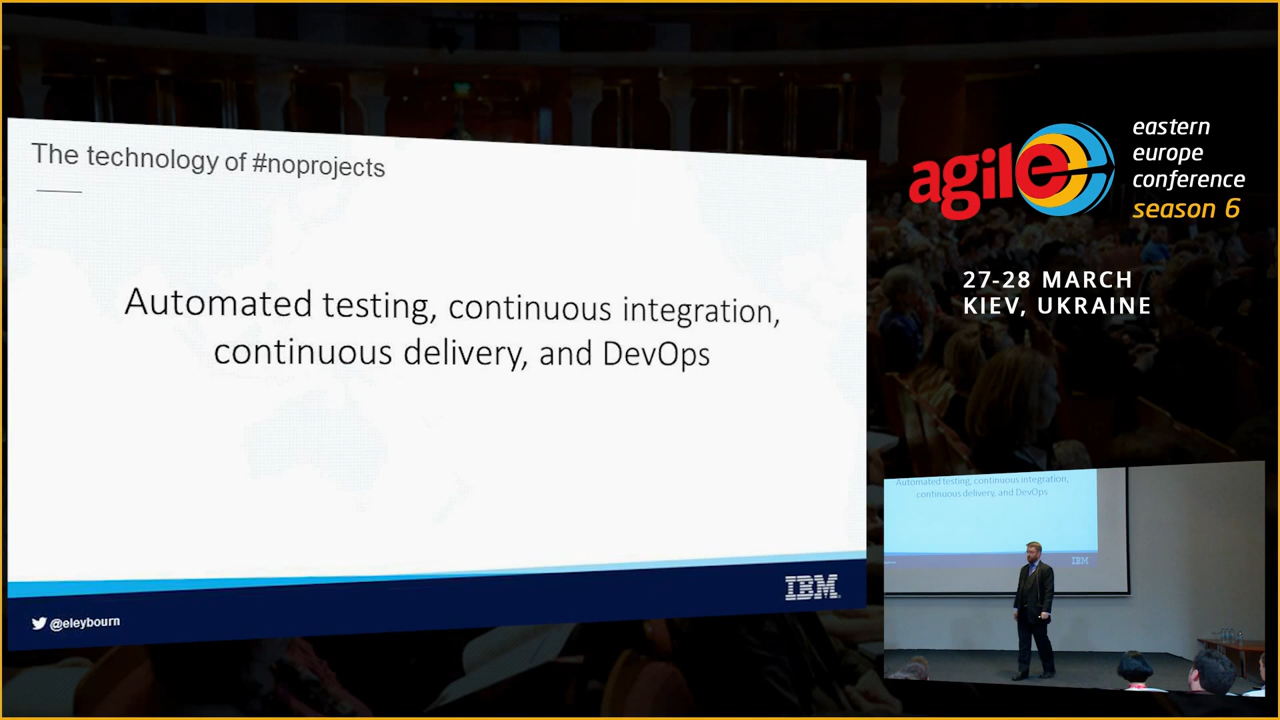 The technology of #noprojects
Automated testing, continuous integration,
continuous delivery, and DevOps
IBM
@eleybourn
agile
eastern
europe
conference
season 6
27-28 MARCH
KIEV, UKRAINE
Automated testing, continuous integration,
continuous delivery, and DevOps
IBM